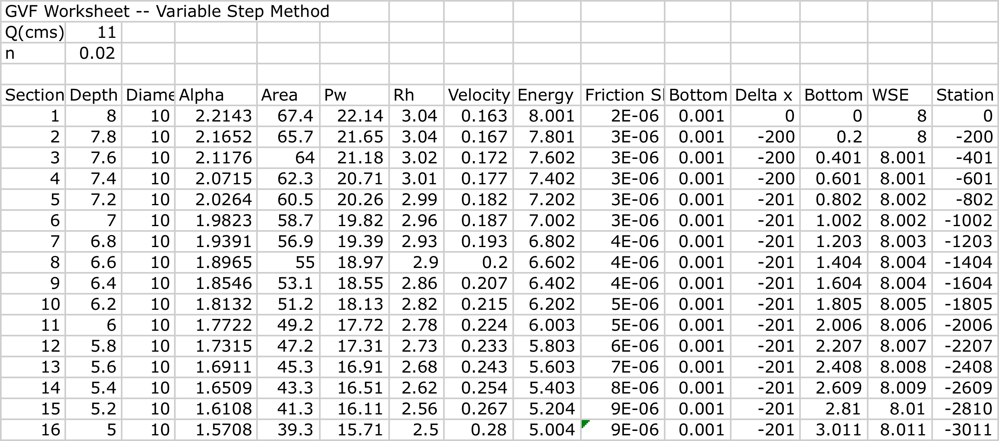 GVF Worksheet -- Variable Step Method
Q(cms) 11
n 0.02
Section Depth Diame Alpha Area Pw Rh Velocity Energy Friction Sl Bottom Delta x Bottom WSE Station
1 8 10 2.2143 67.4 22.14 3.04 0.163 8.001 2E-06 0.001 0 0 8 0
2 7.8 10 2.1652 65.7 21.65 3.04 0.167 7.801 3E-06 0.001 -200 0.2 8 -200
3 7.6 10 2.1176 64 21.18 3.02 0.172 7.602 3E-06 0.001 -200 0.401 8.001 -401
4 7.4 10 2.0715 62.3 20.71 3.01 0.177 7.402 3E-06 0.001 -200 0.601 8.001 -601
5 7.2 10 2.0264 60.5 20.26 2.99 0.182 7.202 3E-06 0.001 -201 0.802 8.002 -802
6 7 10 1.9823 58.7 19.82 2.96 0.187 7.002 3E-06 0.001 -201 1.002 8.002 -1002
7 6.8 10 1.9391 56.9 19.39 2.93 0.193 6.802 4E-06 0.001 -201 1.203 8.003 -1203
8 6.6 10 1.8965 55 18.97 2.9 0.2 6.602 4E-06 0.001 -201 1.404 8.004 -1404
9 6.4 10 1.8546 53.1 18.55 2.86 0.207 6.402 4E-06 0.001 -201 1.604 8.004 -1604
10 6.2 10 1.8132 51.2 18.13 2.82 0.215 6.202 5E-06 0.001 -201 1.805 8.005 -1805
11 6 10 1.7722 49.2 17.72 2.78 0.224 6.003 5E-06 0.001 -201 2.006 8.006 -2006
12 5.8 10 1.7315 47.2 17.31 2.73 0.233 5.803 6E-06 0.001 -201 2.207 8.007 -2207
13 5.6 10 1.6911 45.3 16.91 2.68 0.243 5.603 7E-06 0.001 -201 2.408 8.008 -2408
14 5.4 10 1.6509 43.3 16.51 2.62 0.254 5.403 8E-06 0.001 -201 2.609 8.009 -2609
15 5.2 10 1.6108 41.3 16.11 2.56 0.267 5.204 9E-06 0.001 -201 2.81 8.01 -2810
16 5 10 1.5708 39.3 15.71 2.5 0.28 5.004 9E-06 0.001 -201 3.011 8.011 -3011